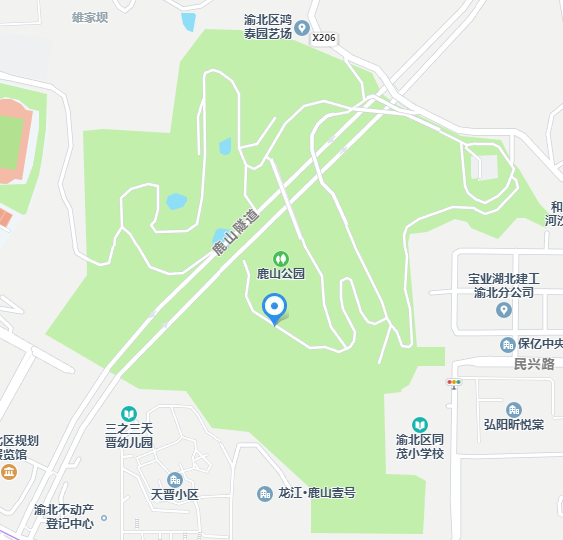 雄家坝
渝北区鸿
泰园艺场
X206
鹿山隧道
鹿山公园
和
河沙
宝业湖北建工
渝北分公司
保亿中央
民兴路
弘阳昕悦棠
三之三天
晋幼儿园
渝北区同
茂小学校
北区规划
展览馆
天晋小区
龙江·鹿山壹号
渝北不动产
登记中心